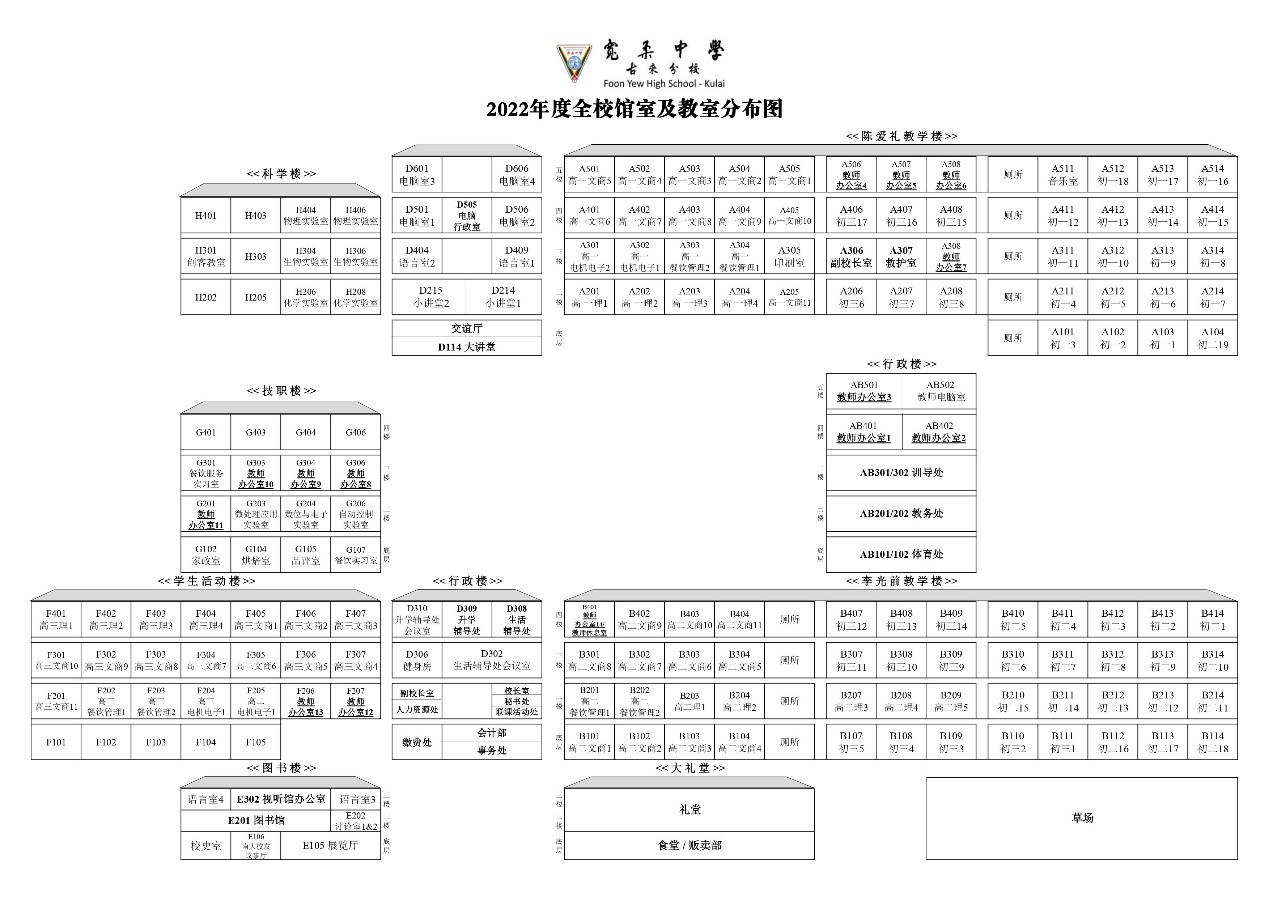 寬柔中學
古來分校
Foon Yew High School - Kulai
2022年度全校馆室及教室分布图
<< 陈爱礼教学楼 >>
五楼
A501 高一文商5
A502 高一文商4
A503 高一文商3
A504 高一文商2
A505 高一文商1
A506 教师办公室4
A507 教师办公室5
A508 教师办公室6
厕所
A511 音乐室
A512 初一18
A513 初一17
A514 初一16
四楼
A401 高一文商6
A402 高一文商7
A403 高一文商8
A404 高一文商9
A405 高一文商10
A406 初三17
A407 初三16
A408 初三15
厕所
A411 初一12
A412 初一13
A413 初一14
A414 初一15
A301 高一电机电子2
A302 高一电机电子1
A303 高一餐饮管理2
A304 高一餐饮管理1
A305 印刷室
A306 副校长室
A307 救护室
A308 教师办公室7
厕所
A311 初一11
A312 初一10
A313 初一9
A314 初一8
A201 高一理1
A202 高一理2
A203 高一理3
A204 高一理4
A205 高一文商11
A206 初三6
A207 初三7
A208 初三8
厕所
A211 初一4
A212 初一5
A213 初一6
A214 初一7
底层
厕所
A101 初一3
A102 初一2
A103 初一1
A104 初二19
<< 科学楼 >>
H401
H403
H404 物理实验室
H406 物理实验室
H301 创客教室
H303
H304 生物实验室
H306 生物实验室
H202
H205
H206 化学实验室
H208 化学实验室
D601 电脑室3
D606 电脑室4
D501 电脑室1
D505 电脑行政室
D506 电脑室2
D404 语言室2
D409 语言室1
D215 小讲堂2
D214 小讲堂1
交谊厅
D114 大讲堂
<< 技职楼 >>
G401
G403
G404
G406
四楼
G301 餐饮服务实习室
G303 教师办公室10
G304 教师办公室9
G306 教师办公室8
G201 教师办公室11
G203 微处理应用实验室
G204 数位与电子实验室
G206 自动控制实验室
G102 家政室
G104 烘焙室
G105 品评室
G107 餐饮实习室
底层
<< 行政楼 >>
五楼
AB501 教师办公室3
AB502 教师电脑室
四楼
AB401 教师办公室1
AB402 教师办公室2
AB301/302 训导处
二楼
AB201/202 教务处
底层
AB101/102 体育处
<< 学生活动楼 >>
F401 高三理1
F402 高三理2
F403 高三理3
F404 高三理4
F405 高三文商1
F406 高三文商2
F407 高三文商3
F301 高三文商10
F302 高三文商9
F303 高三文商8
F304 高三文商7
F305 高三文商6
F306 高三文商5
F307 高三文商4
F201 高三文商11
F202 高三餐饮管理1
F203 高三餐饮管理2
F204 高三电机电子1
F205 高二电机电子1
F206 教师办公室13
F207 教师办公室12
F101
F102
F103
F104
F105
<< 行政楼 >>
D310 升学辅导处会议室
D309 升学辅导处
D308 生活辅导处
D306 健身房
D302 生活辅导处会议室
副校长室
人力资源处
校长室
秘书处
联课活动处
缴费处
会计部
事务处
<< 李光前教学楼 >>
四楼
B401 教师办公室14/教师休息室
B402 高二文商9
B403 高二文商10
B404 高二文商11
厕所
B407 初三12
B408 初三13
B409 初三14
B410 初二5
B411 初二4
B412 初二3
B413 初二2
B414 初二1
B301 高二文商8
B302 高二文商7
B303 高二文商6
B304 高二文商5
厕所
B307 初三11
B308 初三10
B309 初三9
B310 初二6
B311 初二7
B312 初二8
B313 初二9
B314 初二10
B201 高二餐饮管理1
B202 高二餐饮管理2
B203 高二理1
B204 高二理2
厕所
B207 高二理3
B208 高二理4
B209 高二理5
B210 初二15
B211 初二14
B212 初二13
B213 初二12
B214 初二11
底层
B101 高二文商1
B102 高二文商2
B103 高二文商3
B104 高二文商4
厕所
B107 初三5
B108 初三4
B109 初三3
B110 初三2
B111 初三1
B112 初二16
B113 初二17
B114 初二18
<< 图书楼 >>
语言室4
E302 视听馆办公室
语言室3
E201 图书馆
E202 讨论室1&2
校史室
E106
E105 展览厅
底层
<< 大礼堂 >>
礼堂
底层
食堂 / 贩卖部
草场